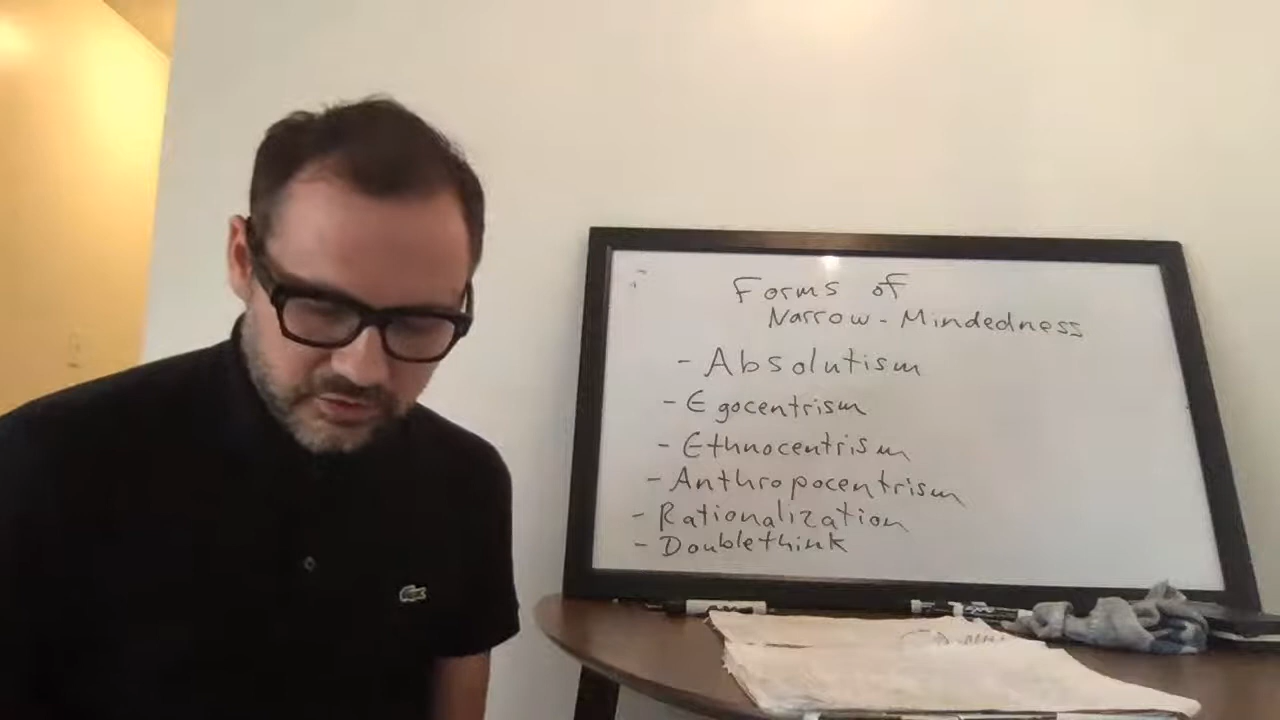 Forms of
Narrow-Mindedness
- Absolutism
- Egocentrism
- Ethnocentrism
- Anthropocentrism
- Rationalization
- Doublethink